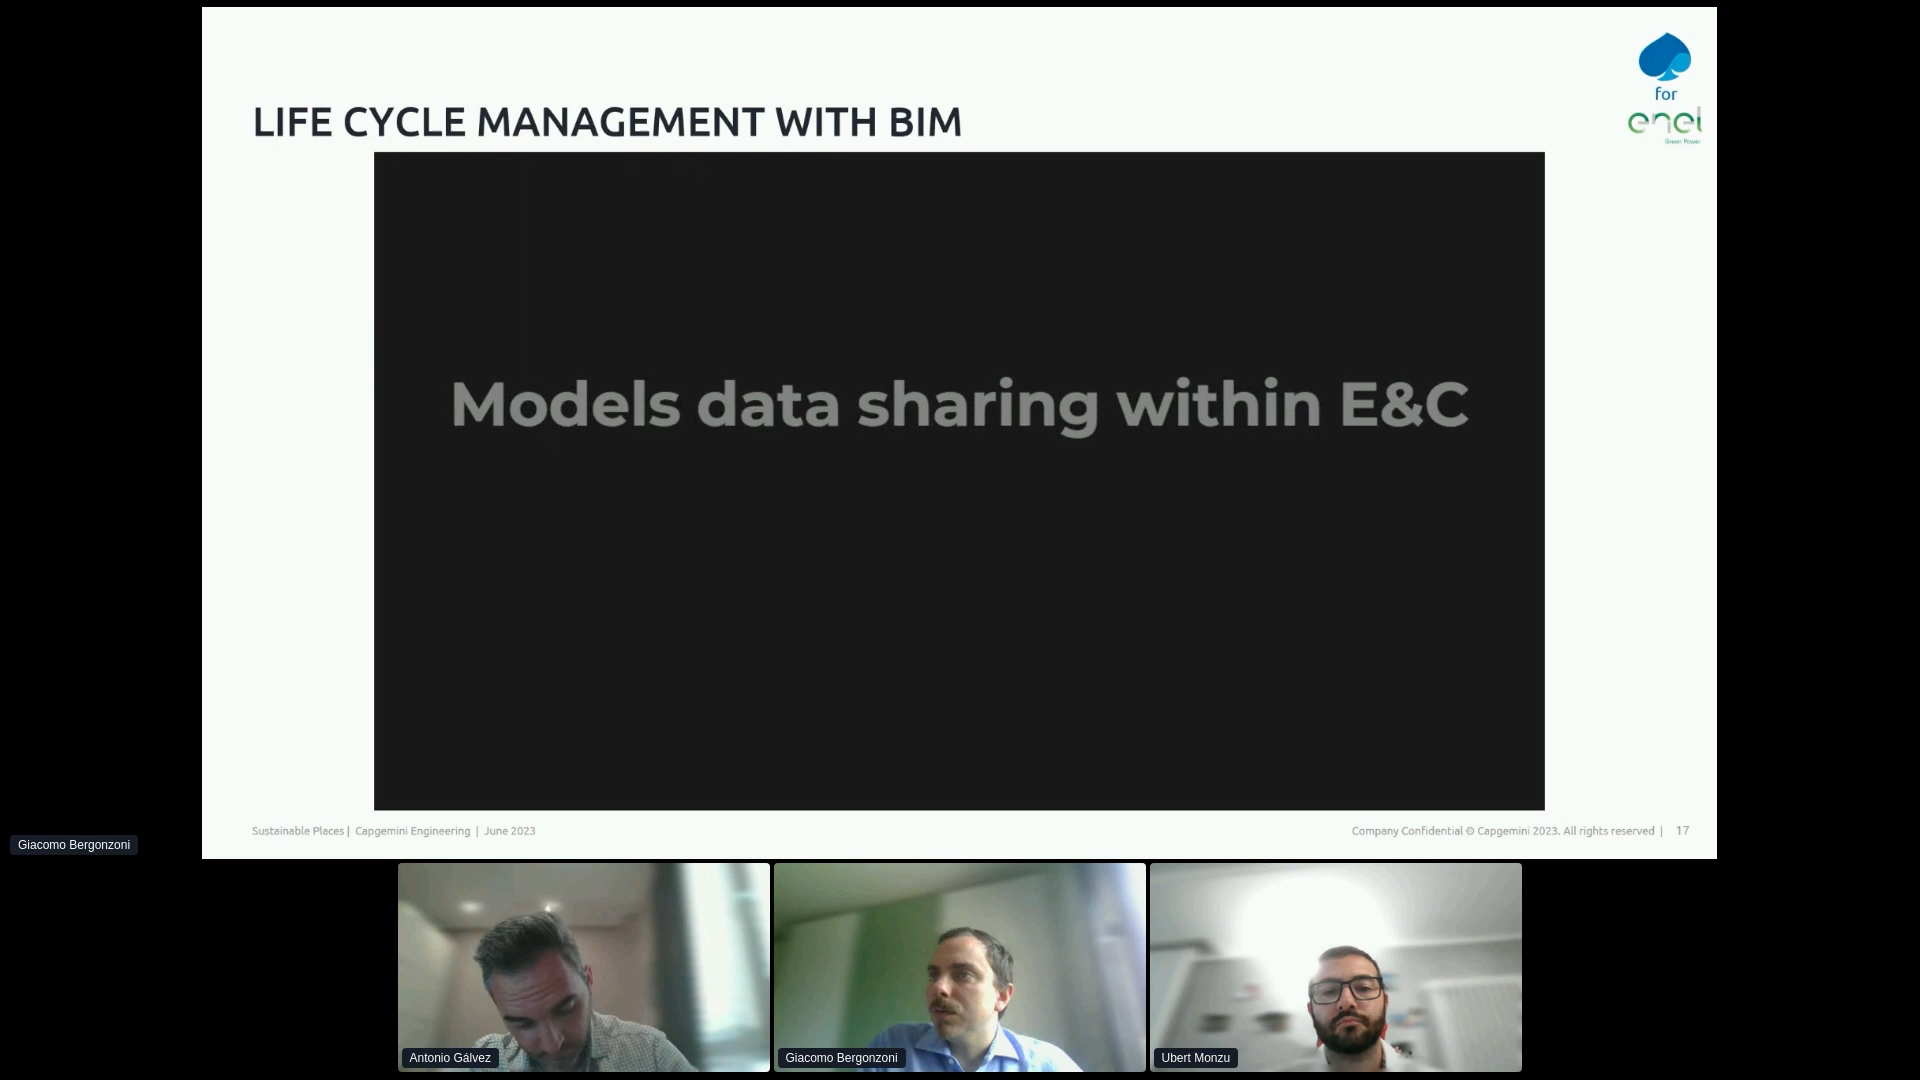 for
enel
Green Power
LIFE CYCLE MANAGEMENT WITH BIM
Models data sharing within E&C
Sustainable Places | Capgemini Engineering | June 2023
Company Confidential © Capgemini 2023. All rights reserved | 17
Giacomo Bergonzoni
Antonio Gálvez
Giacomo Bergonzoni
Ubert Monzu